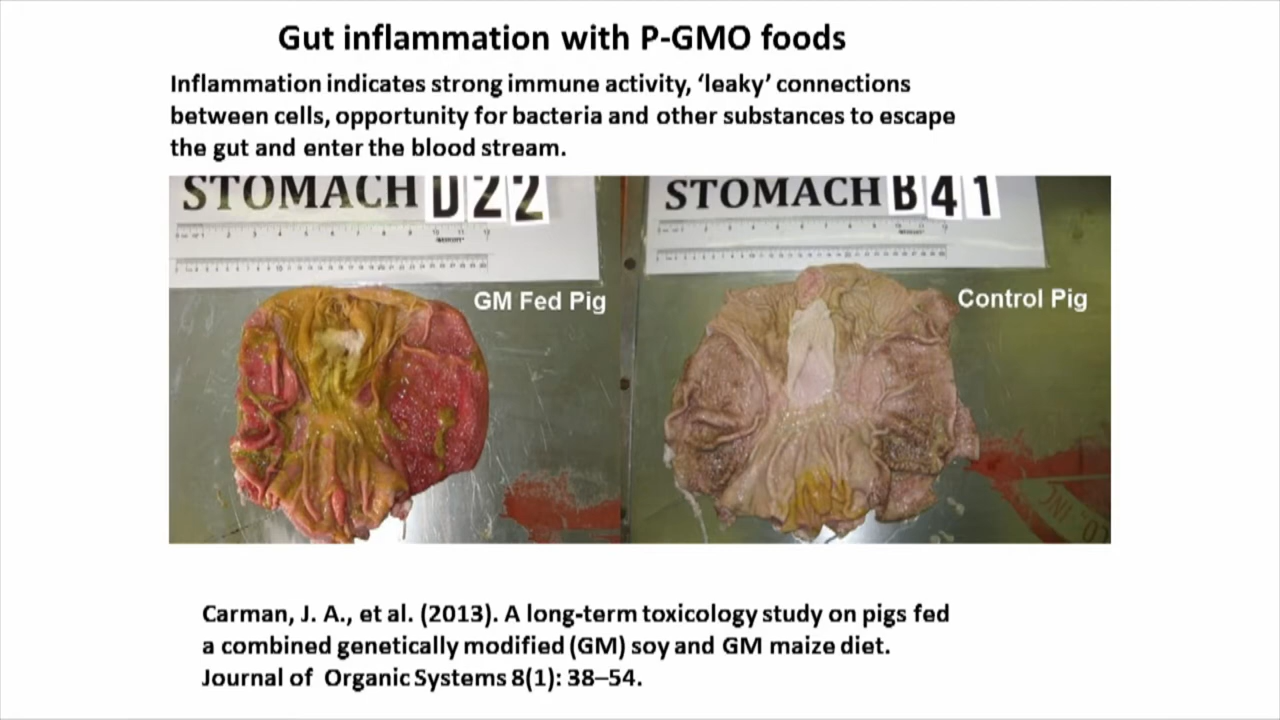 Gut inflammation with P-GMO foods
Inflammation indicates strong immune activity, ‘leaky’ connections
between cells, opportunity for bacteria and other substances to escape
the gut and enter the blood stream.
STOMACH D22
STOMACH B41
GM Fed Pig
Control Pig
Carman, J. A., et al. (2013). A long-term toxicology study on pigs fed
a combined genetically modified (GM) soy and GM maize diet.
Journal of Organic Systems 8(1): 38–54.